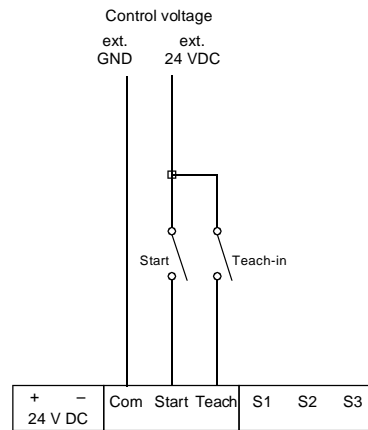 Control voltage
ext. ext.
GND 24 VDC
Start Teach-in
+ – Com Start Teach S1 S2 S3
24 V DC